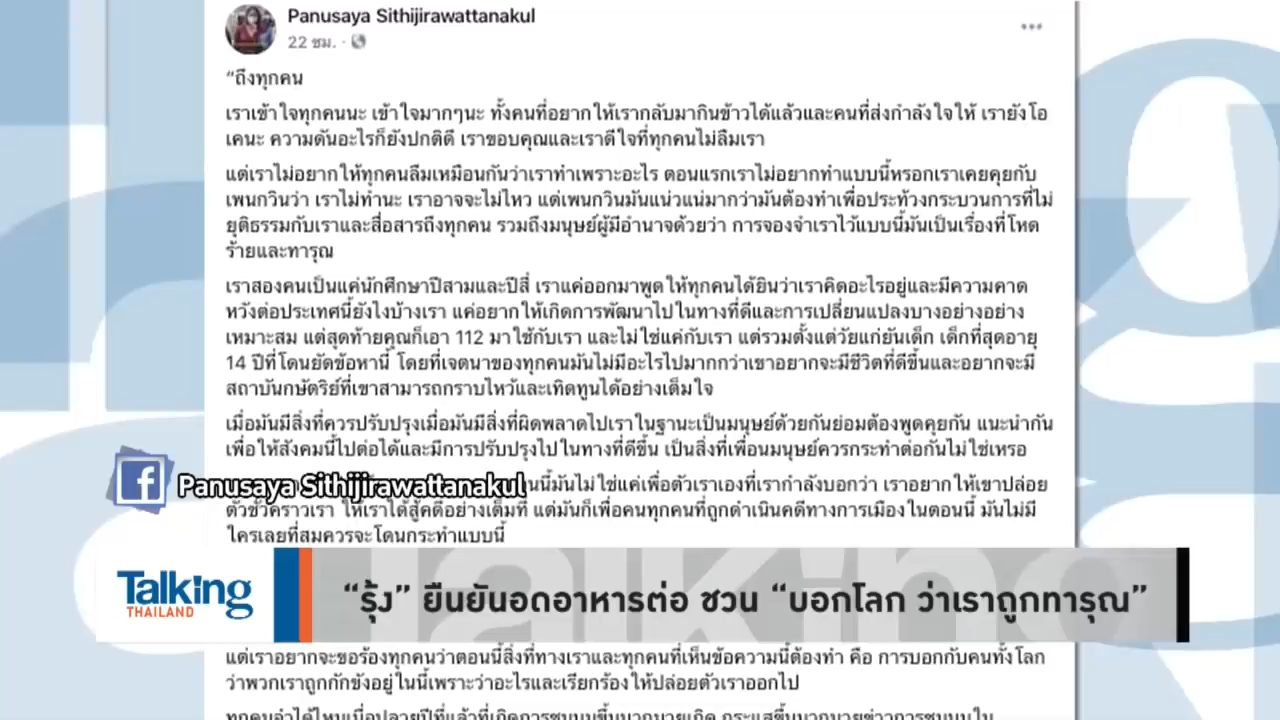 Panusaya Sithijirawattanakul
22 ชม. ·
“ถึงทุกคน
เราเข้าใจทุกคนนะ เข้าใจมากๆนะ ทั้งคนที่อยากให้เรากลับมากินข้าวได้แล้วและคนที่ส่งกำลังใจให้ เรายังโอ
เคนะ ความดันอะไรก็ยังปกติดี เราขอบคุณและเราดีใจที่ทุกคนไม่ลืมเรา
แต่เราไม่อยากให้ทุกคนลืมเหมือนกันว่าเราทำเพราะอะไร ตอนแรกเราไม่อยากทำแบบนี้หรอกเราเคยคุยกับ
เพนกวินว่า เราไม่ทำนะ เราอาจจะไม่ไหว แต่เพนกวินมันแน่วแน่มากว่ามันต้องทำเพื่อประท้วงกระบวนการที่ไม่
ยุติธรรมกับเราและสื่อสารถึงทุกคน รวมถึงมนุษย์ผู้มีอำนาจด้วยว่า การจองจำเราไว้แบบนี้มันเป็นเรื่องที่โหด
ร้ายและทารุณ
เราสองคนเป็นแค่นักศึกษาปีสามและปีสี่ เราแค่ออกมาพูดให้ทุกคนได้ยินว่าเราคิดอะไรอยู่และมีความคาด
หวังต่อประเทศนี้ยังไงบ้างเรา แค่อยากให้เกิดการพัฒนาไปในทางที่ดีและการเปลี่ยนแปลงบางอย่างอย่าง
เหมาะสม แต่สุดท้ายคุณก็เอา 112 มาใช้กับเรา และไม่ใช่แค่กับเรา แต่รวมตั้งแต่วัยแก่ยันเด็ก เด็กที่สุดอายุ
14 ปีที่โดนยัดข้อหานี้ โดยที่เจตนาของทุกคนมันไม่มีอะไรไปมากกว่าเขาอยากจะมีชีวิตที่ดีขึ้นและอยากจะมี
สถาบันกษัตริย์ที่เขาสามารถกราบไหว้และเทิดทูนได้อย่างเต็มใจ
เมื่อมันมีสิ่งที่ควรปรับปรุงเมื่อมันมีสิ่งที่ผิดพลาดไปเราในฐานะเป็นมนุษย์ด้วยกันย่อมต้องพูดคุยกัน แนะนำกัน
เพื่อให้สังคมนี้ไปต่อได้และมีการปรับปรุงไปในทางที่ดีขึ้น เป็นสิ่งที่เพื่อนมนุษย์ควรกระทำต่อกันไม่ใช่เหรอ
Panusaya Sithijirawattanakul
นนี้มันไม่ใช่แค่เพื่อตัวเราเองที่เรากำลังบอกว่า เราอยากให้เขาปล่อย
ตัวชั่วคราวเรา ให้เราได้สู้คดีอย่างเต็มที่ แต่มันก็เพื่อคนทุกคนที่ถูกดำเนินคดีทางการเมืองในตอนนี้ มันไม่มี
ใครเลยที่สมควรจะโดนกระทำแบบนี้
Talking
THAILAND
“รุ้ง” ยืนยันอดอาหารต่อ ชวน “บอกโลก ว่าเราถูกทารุณ”
แต่เราอยากจะขอร้องทุกคนว่าตอนนี้สิ่งที่ทางเราและทุกคนที่เห็นข้อความนี้ต้องทำ คือ การบอกกับคนทั้งโลก
ว่าพวกเราถูกกักขังอยู่ในนี้เพราะว่าอะไรและเรียกร้องให้ปล่อยตัวเราออกไป